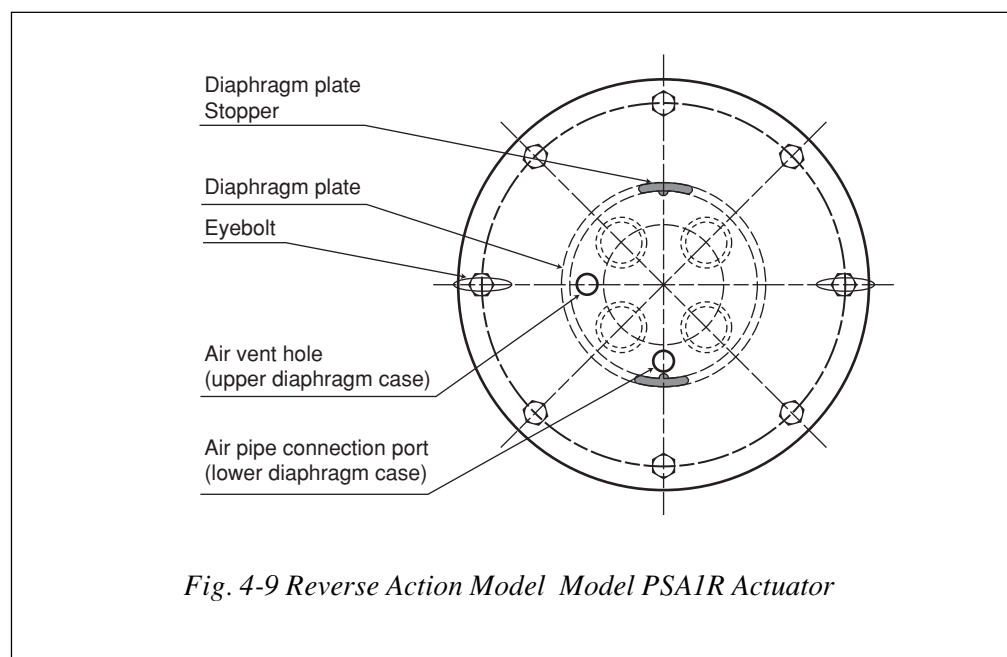 Diaphragm plate
Stopper
Diaphragm plate
Eyebolt
Air vent hole
(upper diaphragm case)
Air pipe connection port
(lower diaphragm case)
Fig. 4-9 Reverse Action Model Model PSA1R Actuator